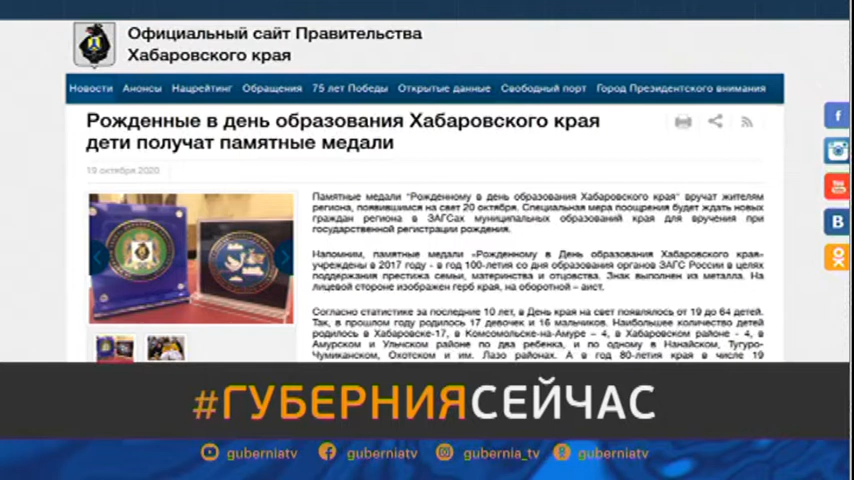 Официальный сайт Правительства
Хабаровского края
Новости Анонсы Нацрейтинг Обращения 75 лет Победы Открытые данные Свободный порт Город Президентского внимания
Рожденные в день образования Хабаровского края
дети получат памятные медали
19 октября 2020
Памятные медали "Рожденному в день образования Хабаровского края" вручат жителям
региона, появившимся на свет 20 октября. Специальная мера поощрения будет ждать новых
граждан региона в ЗАГСах муниципальных образований края для вручения при
государственной регистрации рождения.
Напомним, памятные медали «Рожденному в День образования Хабаровского края»
учреждены в 2017 году - в год 100-летия со дня образования органов ЗАГС России в целях
поддержания престижа семьи, материнства и отцовства. Знак выполнен из металла. На
лицевой стороне изображен герб края, на оборотной – аист.
Согласно статистике за последние 10 лет, в День края на свет появлялось от 19 до 64 детей.
Так, в прошлом году родилось 17 девочек и 16 мальчиков. Наибольшее количество детей
родилось в Хабаровске-17, в Комсомольске-на-Амуре – 4, в Хабаровском районе - 4, в
Амурском и Ульчском районе по два ребенка, и по одному в Нанайском, Тугуро-
Чумиканском, Охотском и им. Лазо районах. А в год 80-летия края в числе 19
#ГУБЕРНИЯСЕЙЧАС
guberniatv guberniatv gubernia_tv guberniatv